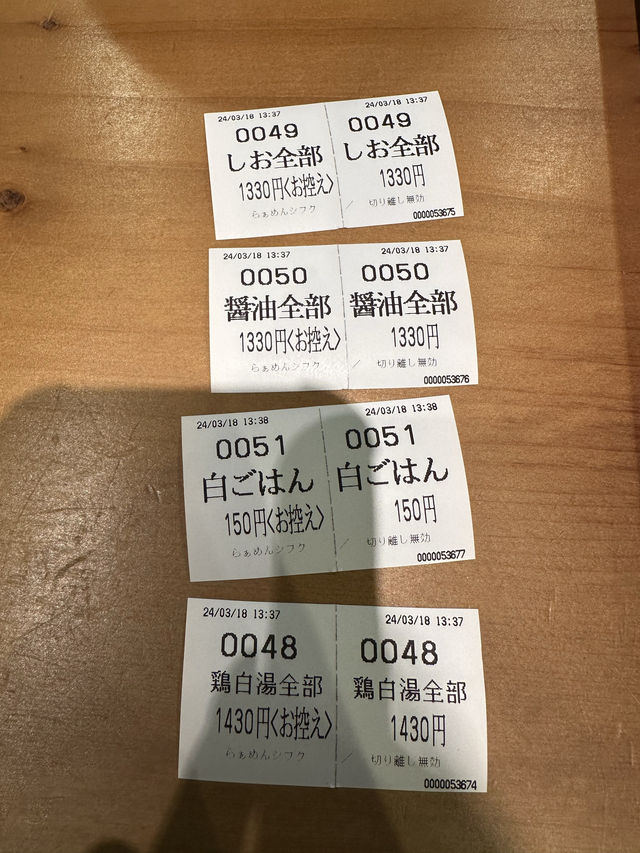 24/03/18 13:37
0049
しお全部
1330円<お控え>
らぁめんシフク
24/03/18 13:37
0049
しお全部
1330円
/ 切り離し無効
0000053675
24/03/18 13:37
0050
醤油全部
1330円<お控え>
らぁめんシフク
24/03/18 13:37
0050
醤油全部
1330円
/ 切り離し無効
0000053676
24/03/18 13:38
0051
白ごはん
150円<お控え>
らぁめんシフク
24/03/18 13:38
0051
白ごはん
150円
/ 切り離し無効
0000053677
24/03/18 13:37
0048
鶏白湯全部
1430円<お控え>
らぁめんシフク
24/03/18 13:37
0048
鶏白湯全部
1430円
/ 切り離し無効
0000053674